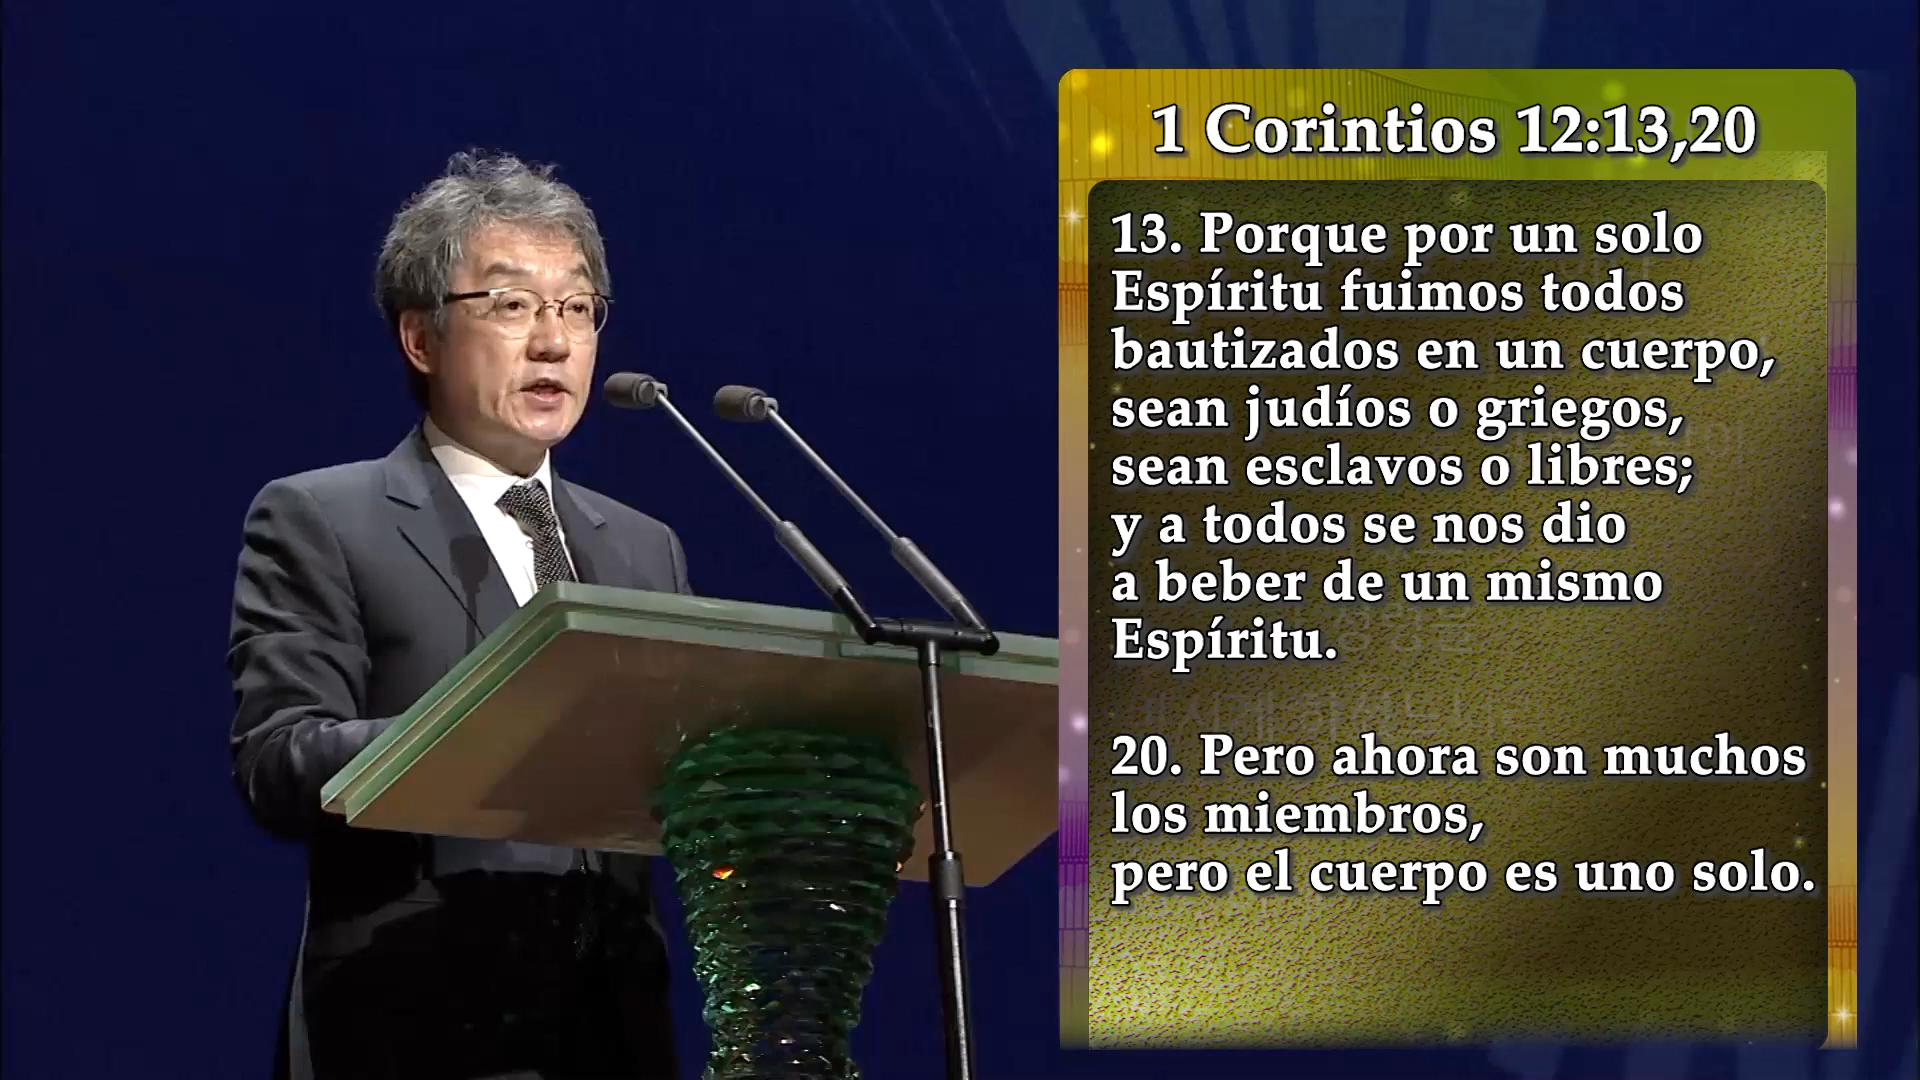 1 Corintios 12:13,20
13. Porque por un solo
Espíritu fuimos todos
bautizados en un cuerpo,
sean judíos o griegos,
sean esclavos o libres;
y a todos se nos dio
a beber de un mismo
Espíritu.
20. Pero ahora son muchos
los miembros,
pero el cuerpo es uno solo.